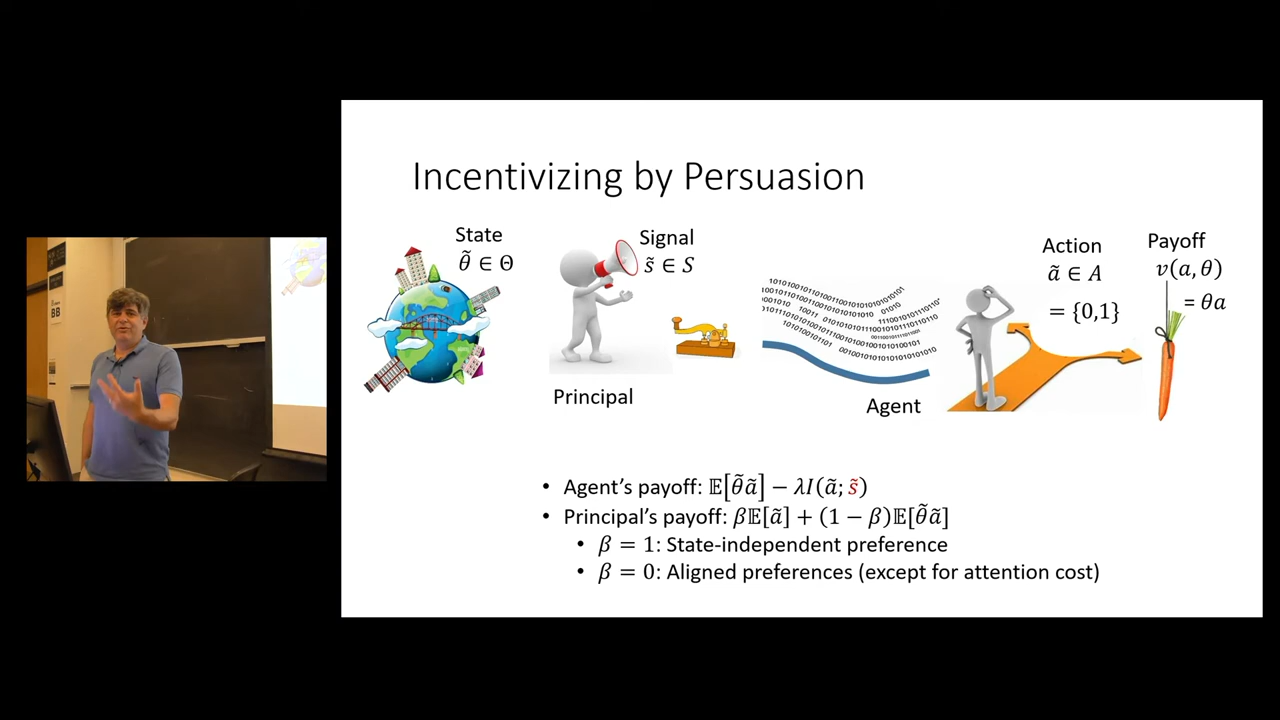 Incentivizing by Persuasion
State
θ̃ ∈ Θ
Signal
s̃ ∈ S
Principal
Agent
Action
ã ∈ A
= {0,1}
Payoff
v(a, θ)
= θa
• Agent's payoff: 𝔼[θ̃ã] − λI(ã; s̃)
• Principal's payoff: β𝔼[ã] + (1 − β)𝔼[θ̃ã]
• β = 1: State-independent preference
• β = 0: Aligned preferences (except for attention cost)
BB